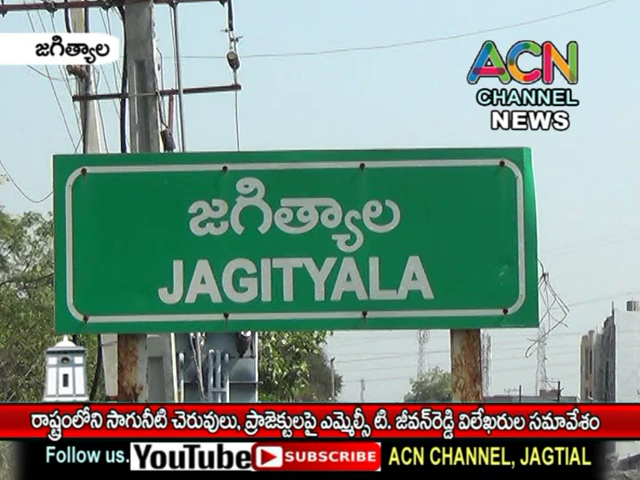 జగిత్యాల
ACN
CHANNEL
NEWS
జగిత్యాల
JAGITYALA
రాష్ట్రంలోని సాగునీటి చెరువులు, ప్రాజెక్టులపై ఎమ్మెల్సీ టి. జీవన్‌రెడ్డి విలేఖరుల సమావేశం
Follow us. YouTube SUBSCRIBE ACN CHANNEL, JAGTIAL